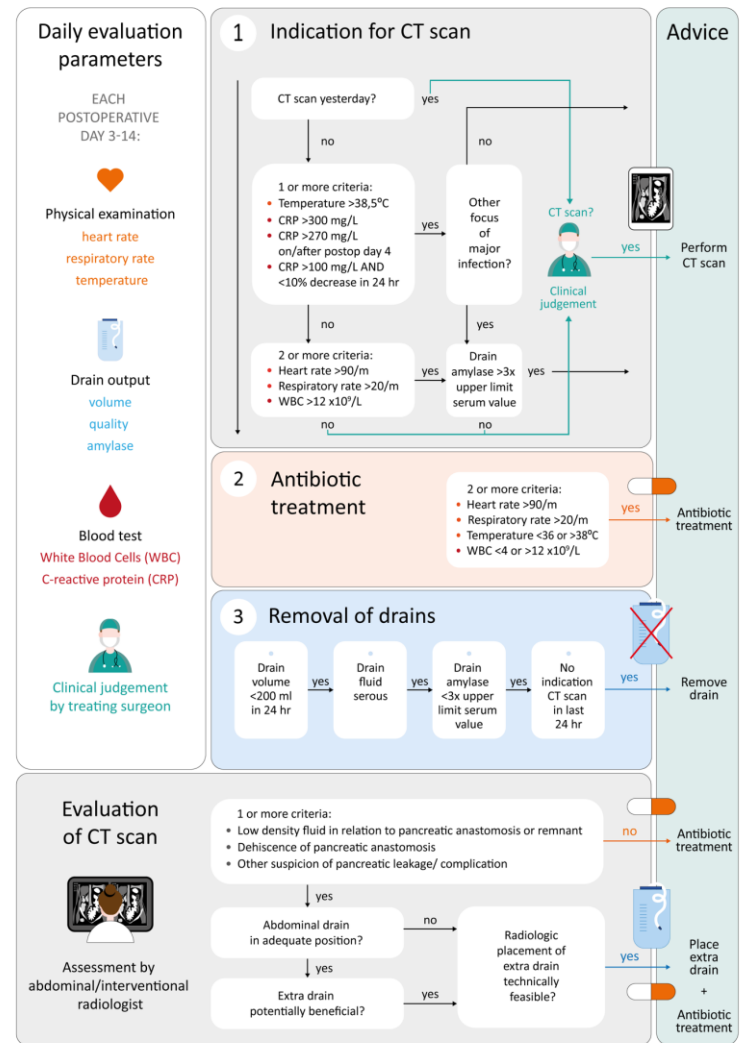 Daily evaluation
parameters
EACH
POSTOPERATIVE
DAY 3-14:
Physical examination
heart rate
respiratory rate
temperature
Drain output
volume
quality
amylase
Blood test
White Blood Cells (WBC)
C-reactive protein (CRP)
Clinical judgement
by treating surgeon
1 Indication for CT scan
CT scan yesterday?
yes
no
1 or more criteria:
• Temperature >38,5ºC
• CRP >300 mg/L
• CRP >270 mg/L
on/after postop day 4
• CRP >100 mg/L AND
<10% decrease in 24 hr
yes
no
Other
focus
of
major
infection?
no
yes
2 or more criteria:
• Heart rate >90/m
• Respiratory rate >20/m
• WBC >12 x10⁹/L
yes
no
Drain
amylase >3x
upper limit
serum value
yes
no
CT scan?
Clinical
judgement
yes
Advice
Perform
CT scan
2 Antibiotic
treatment
2 or more criteria:
• Heart rate >90/m
• Respiratory rate >20/m
• Temperature <36 or >38ºC
• WBC <4 or >12 x10⁹/L
yes
Antibiotic
treatment
3 Removal of drains
Drain
volume
<200 ml
in 24 hr
yes
Drain
fluid
serous
yes
Drain
amylase
<3x upper
limit serum
value
yes
No
indication
CT scan
in last
24 hr
yes
Remove
drain
Evaluation
of CT scan
Assessment by
abdominal/interventional
radiologist
1 or more criteria:
• Low density fluid in relation to pancreatic anastomosis or remnant
• Dehiscence of pancreatic anastomosis
• Other suspicion of pancreatic leakage/ complication
no
Antibiotic
treatment
yes
Abdominal drain
in adequate position?
no
yes
Extra drain
potentially beneficial?
yes
Radiologic
placement of
extra drain
technically
feasible?
yes
Place
extra
drain
+
Antibiotic
treatment